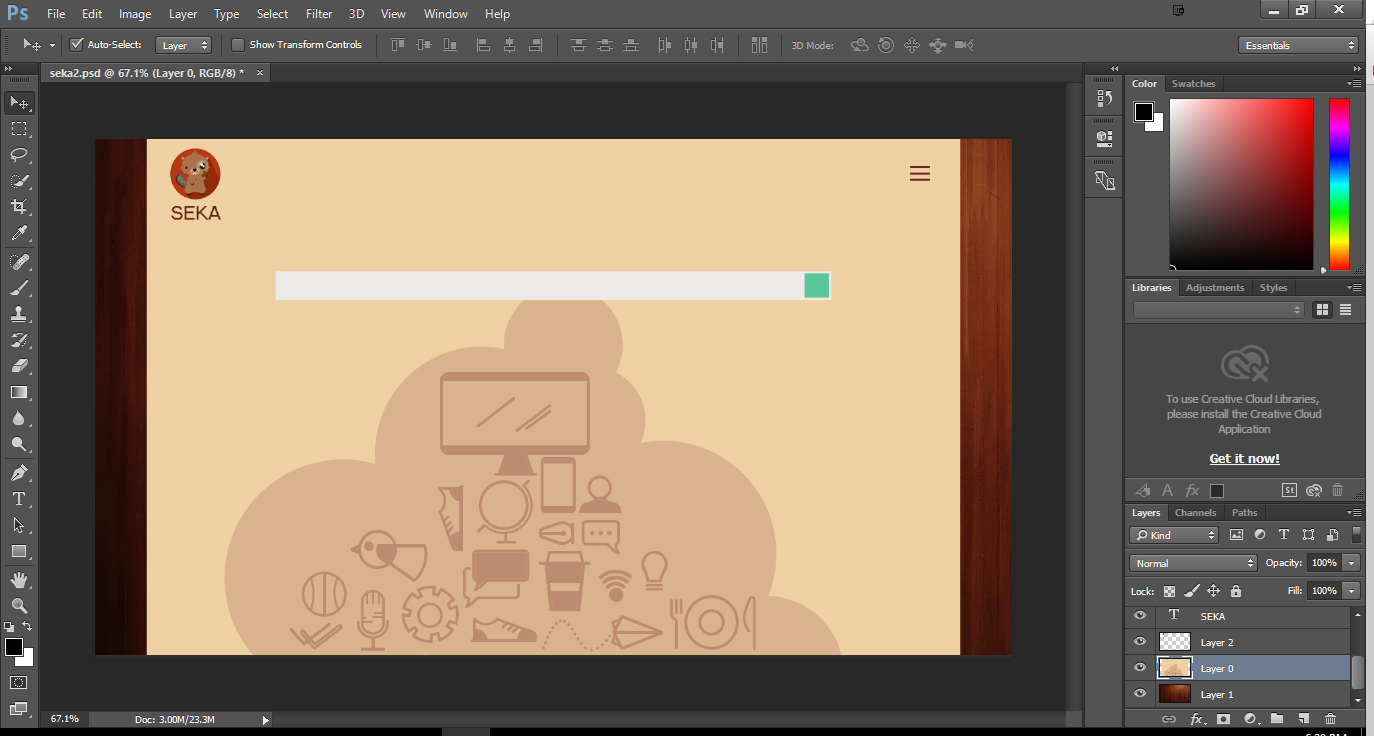 Ps File Edit Image Layer Type Select Filter 3D View Window Help
Auto-Select: Layer Show Transform Controls 3D Mode: Essentials
seka2.psd @ 67.1% (Layer 0, RGB/8) * ×
Color Swatches
SEKA
Libraries Adjustments Styles
To use Creative Cloud Libraries,
please install the Creative Cloud
Application
Get it now!
St
Layers Channels Paths
Kind
Normal Opacity: 100%
Lock: Fill: 100%
SEKA
Layer 2
Layer 0
Layer 1
67.1% Doc: 3.00M/23.3M